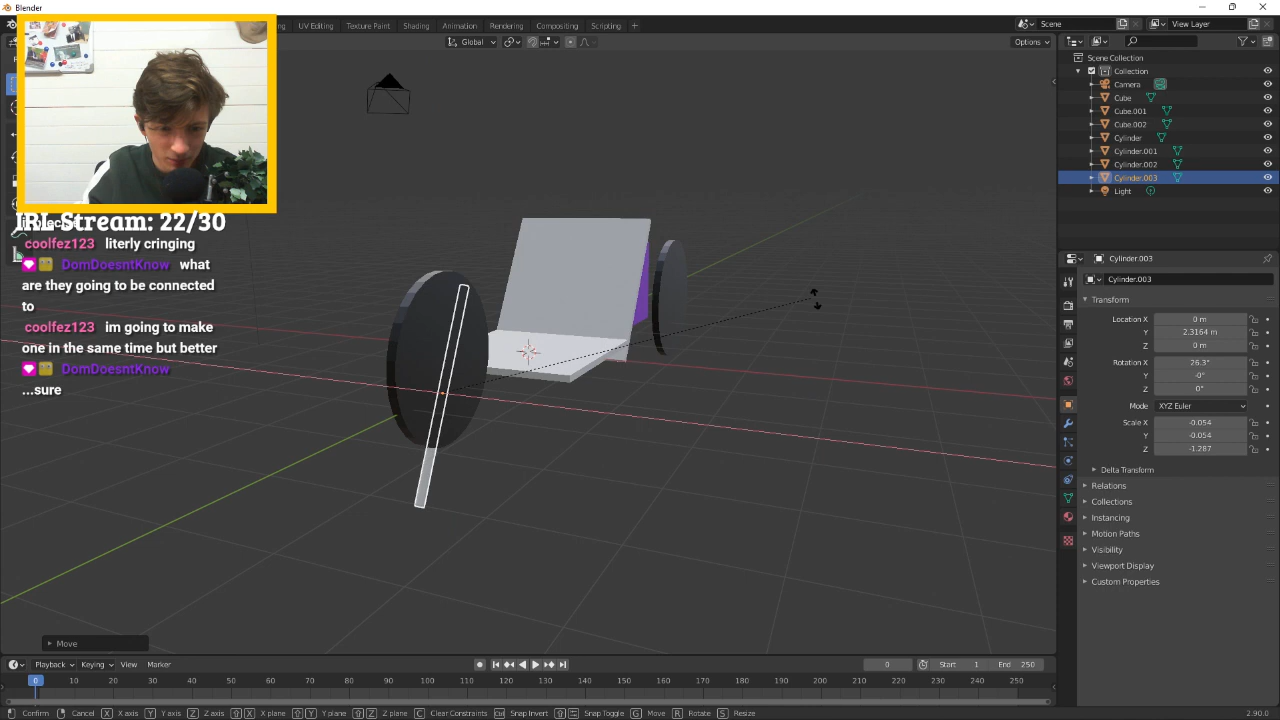 Blender
UV Editing
Texture Paint
Shading
Animation
Rendering
Compositing
Scripting
+
Scene
View Layer
Global
Options
Scene Collection
Collection
Camera
Cube
Cube.001
Cube.002
Cylinder
Cylinder.001
Cylinder.002
Cylinder.003
Light
IRL Stream: 22/30
coolfez123 literly cringing
DomDoesntKnow what
are they going to be connected
to
coolfez123 im going to make
one in the same time but better
DomDoesntKnow
...sure
Cylinder.003
Cylinder.003
Transform
Location X 0 m
Y 2.3164 m
Z 0 m
Rotation X 26.3°
Y -0°
Z 0°
Mode XYZ Euler
Scale X -0.054
Y -0.054
Z -1.287
Delta Transform
Relations
Collections
Instancing
Motion Paths
Visibility
Viewport Display
Custom Properties
Move
Playback Keying View Marker
0 Start 1 End 250
0 10 20 30 40 50 60 70 80 90 100 110 120 130 140 150 160 170 180 190 200 210 220 230 240 250
Confirm Cancel X X axis Y Y axis Z Z axis X X plane Y Y plane Z Z plane C Clear Constraints Ctrl Snap Invert Snap Toggle G Move R Rotate S Resize 2.90.0